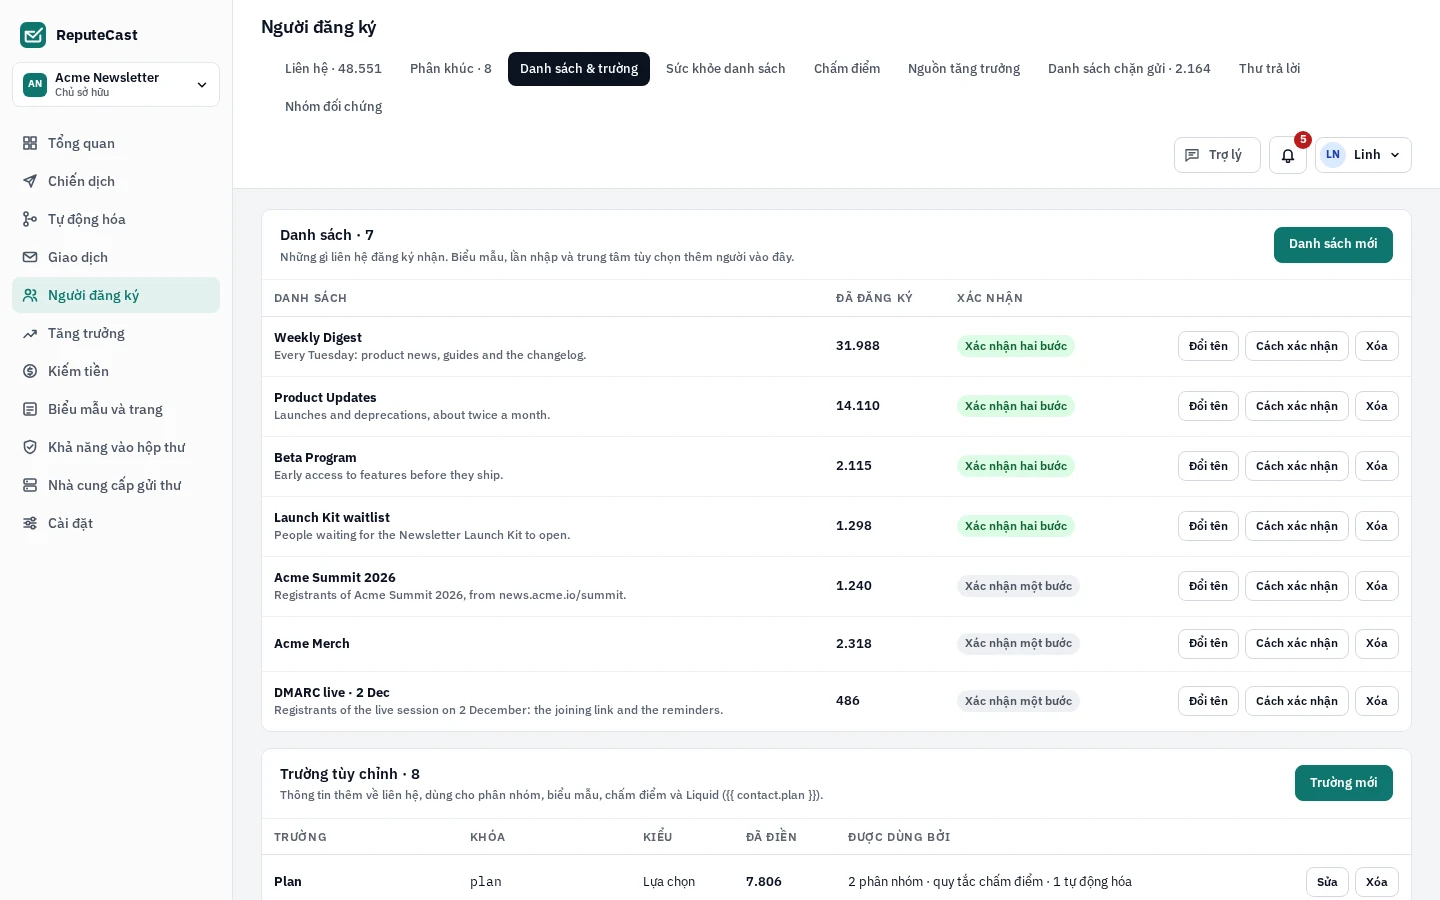 ReputeCast
AN
Acme Newsletter
Chủ sở hữu
Tổng quan
Chiến dịch
Tự động hóa
Giao dịch
Người đăng ký
Tăng trưởng
Kiếm tiền
Biểu mẫu và trang
Khả năng vào hộp thư
Nhà cung cấp gửi thư
Cài đặt
Người đăng ký
Liên hệ · 48.551
Phân khúc · 8
Danh sách & trường
Sức khỏe danh sách
Chấm điểm
Nguồn tăng trưởng
Danh sách chặn gửi · 2.164
Thư trả lời
Nhóm đối chứng
Trợ lý
5
LN
Linh
Danh sách · 7
Những gì liên hệ đăng ký nhận. Biểu mẫu, lần nhập và trung tâm tùy chọn thêm người vào đây.
Danh sách mới
DANH SÁCH ĐÃ ĐĂNG KÝ XÁC NHẬN
Weekly Digest
Every Tuesday: product news, guides and the changelog.
31.988 Xác nhận hai bước Đổi tên Cách xác nhận Xóa
Product Updates
Launches and deprecations, about twice a month.
14.110 Xác nhận hai bước Đổi tên Cách xác nhận Xóa
Beta Program
Early access to features before they ship.
2.115 Xác nhận hai bước Đổi tên Cách xác nhận Xóa
Launch Kit waitlist
People waiting for the Newsletter Launch Kit to open.
1.298 Xác nhận hai bước Đổi tên Cách xác nhận Xóa
Acme Summit 2026
Registrants of Acme Summit 2026, from news.acme.io/summit.
1.240 Xác nhận một bước Đổi tên Cách xác nhận Xóa
Acme Merch
2.318 Xác nhận một bước Đổi tên Cách xác nhận Xóa
DMARC live · 2 Dec
Registrants of the live session on 2 December: the joining link and the reminders.
486 Xác nhận một bước Đổi tên Cách xác nhận Xóa
Trường tùy chỉnh · 8
Thông tin thêm về liên hệ, dùng cho phân nhóm, biểu mẫu, chấm điểm và Liquid ({{ contact.plan }}).
Trường mới
TRƯỜNG KHÓA KIỂU ĐÃ ĐIỀN ĐƯỢC DÙNG BỞI
Plan plan Lựa chọn 7.806 2 phân nhóm · quy tắc chấm điểm · 1 tự động hóa Sửa Xóa